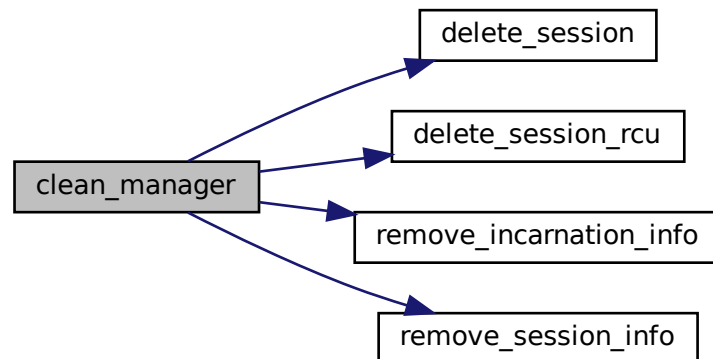 delete_session
delete_session_rcu
clean_manager
remove_incarnation_info
remove_session_info